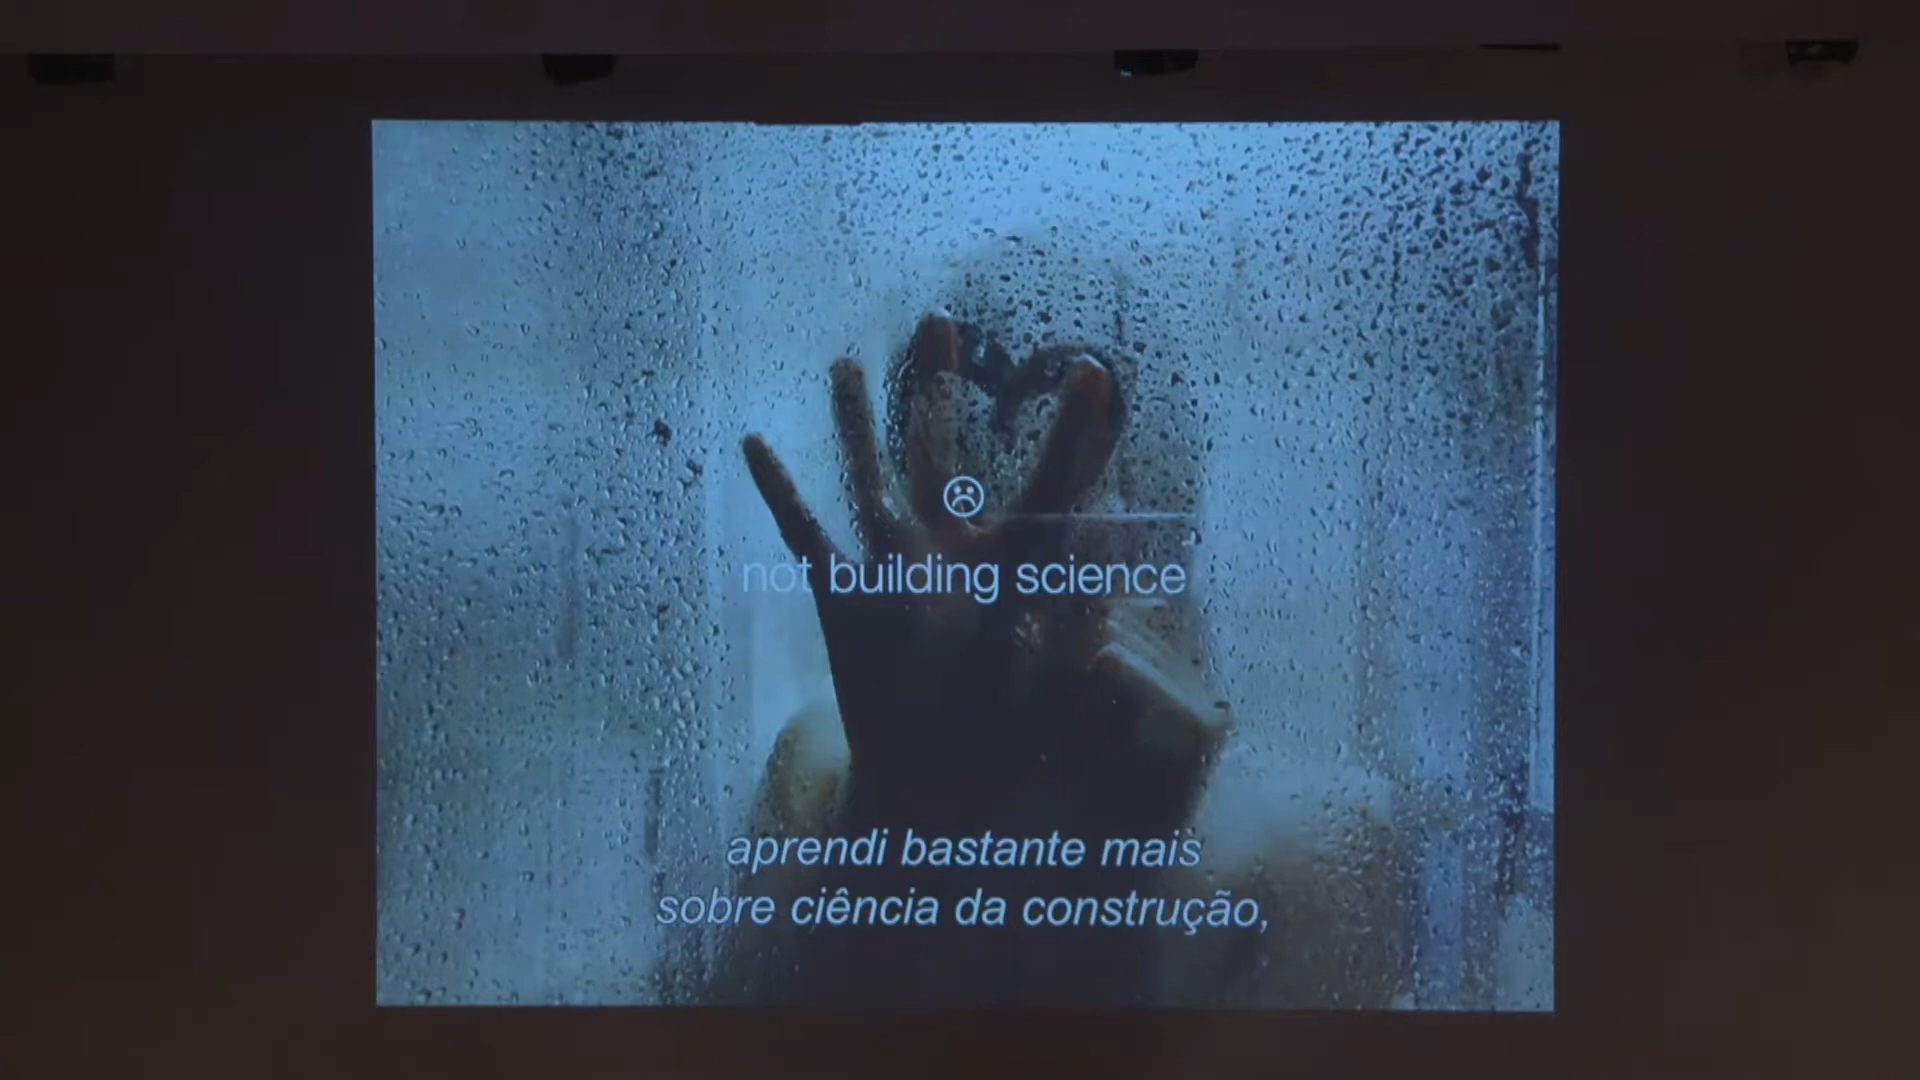 not building science
aprendi bastante mais
sobre ciência da construção,